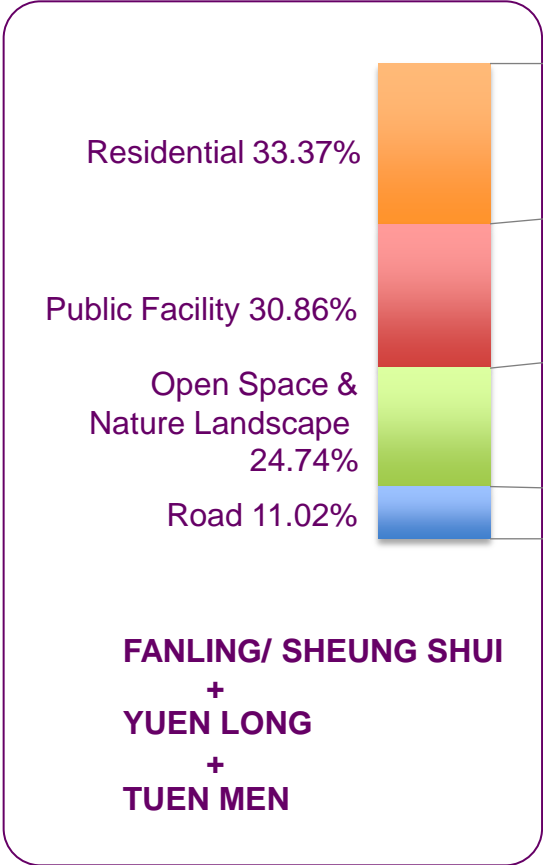 Residential 33.37%
Public Facility 30.86%
Open Space &
Nature Landscape
24.74%
Road 11.02%
FANLING/ SHEUNG SHUI
+
YUEN LONG
+
TUEN MEN